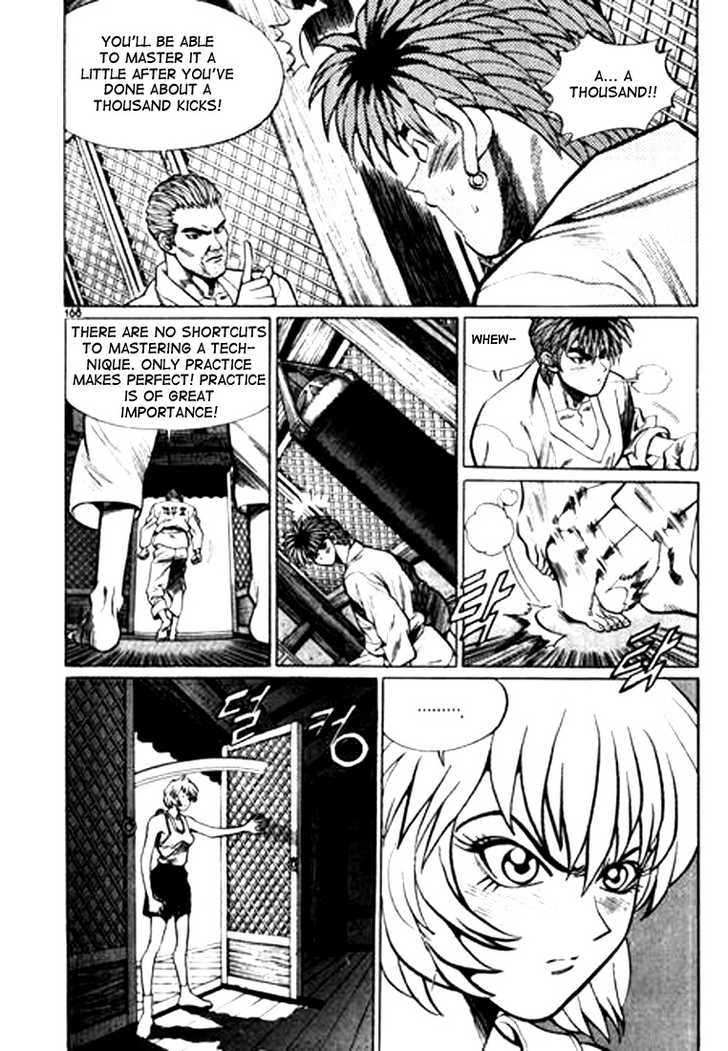 YOU'LL BE ABLE
TO MASTER IT A
LITTLE AFTER YOU'VE
DONE ABOUT A
THOUSAND KICKS!
A... A
THOUSAND!!
THERE ARE NO SHORTCUTS
TO MASTERING A TECH-
NIQUE. ONLY PRACTICE
MAKES PERFECT! PRACTICE
IS OF GREAT
IMPORTANCE!
WHEW-
탁
탁
덜
컹
..........